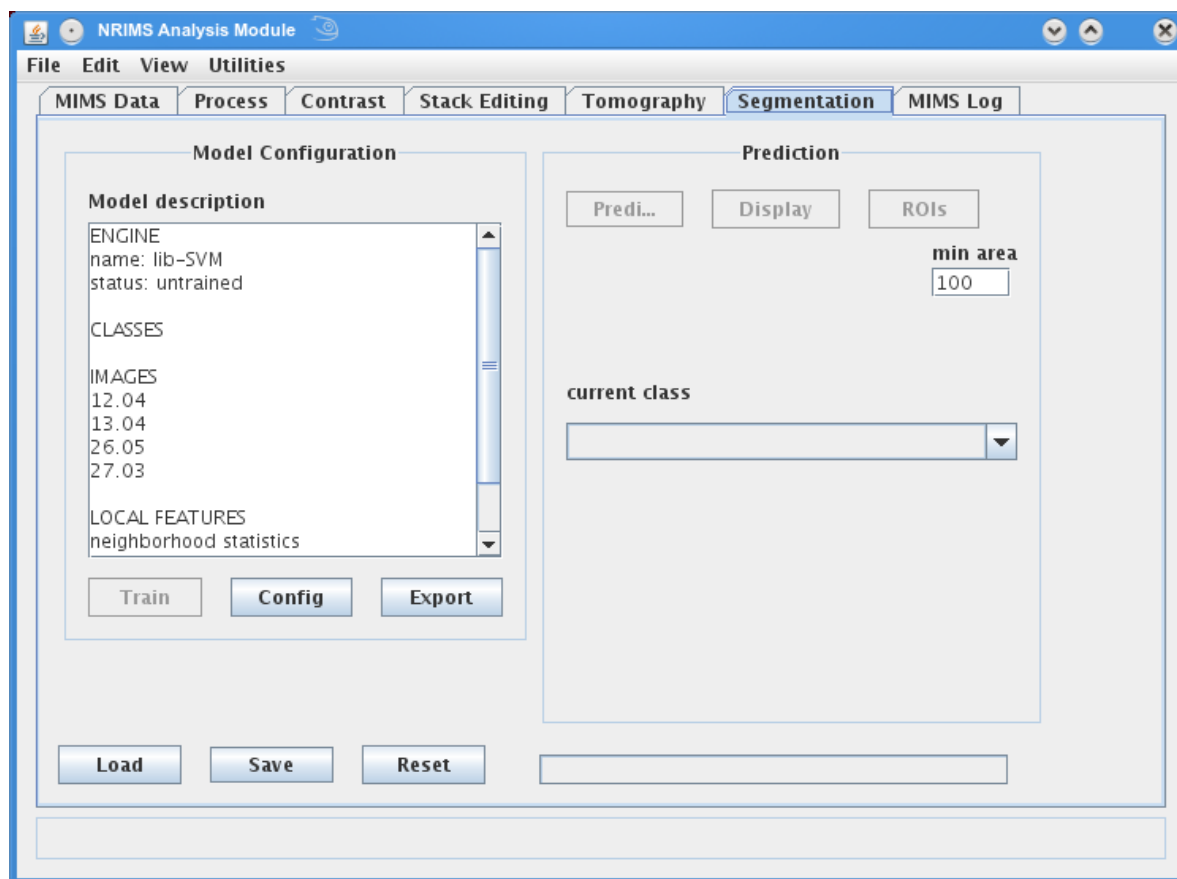 NRIMS Analysis Module
File Edit View Utilities
MIMS Data Process Contrast Stack Editing Tomography Segmentation MIMS Log
Model Configuration
Model description
ENGINE
name: lib-SVM
status: untrained
CLASSES
IMAGES
12.04
13.04
26.05
27.03
LOCAL FEATURES
neighborhood statistics
Train Config Export
Prediction
Predi... Display ROIs
min area
100
current class
Load Save Reset